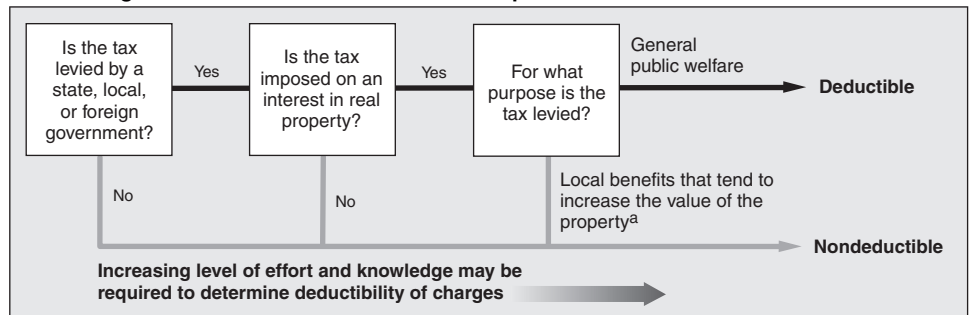 Is the tax
levied by a
state, local,
or foreign
government?
Yes
Is the tax
imposed on an
interest in real
property?
Yes
For what
purpose is the
tax levied?
General
public welfare
Deductible
No
No
Local benefits that tend to
increase the value of the
propertyᵃ
Nondeductible
Increasing level of effort and knowledge may be
required to determine deductibility of charges